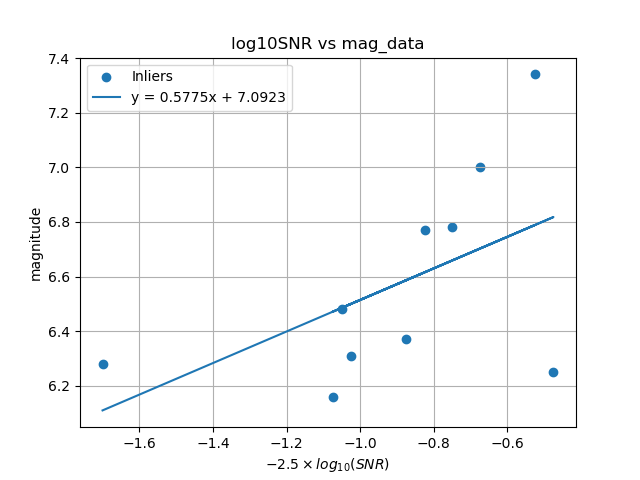 log10SNR vs mag_data
Inliers
y = 0.5775x + 7.0923
7.4
7.2
7.0
6.8
6.6
6.4
6.2
magnitude
−1.6 −1.4 −1.2 −1.0 −0.8 −0.6
−2.5 × log₁₀(SNR)